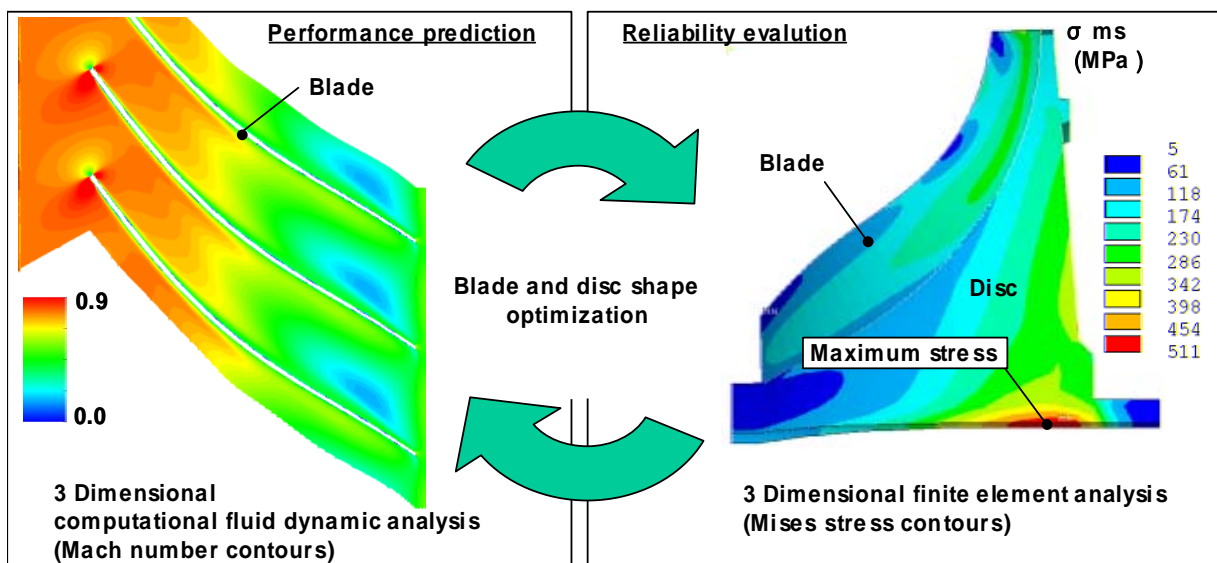 Performance prediction
Blade
0.9
0.0
3 Dimensional
computational fluid dynamic analysis
(Mach number contours)
Blade and disc shape
optimization
Reliability evalution
σ ms
(MPa )
Blade
Disc
Maximum stress
5
61
118
174
230
286
342
398
454
511
3 Dimensional finite element analysis
(Mises stress contours)